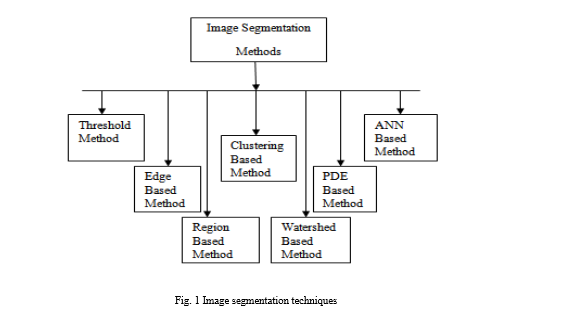 Image Segmentation
Methods
Threshold
Method
Edge
Based
Method
Region
Based
Method
Clustering
Based
Method
Watershed
Based
Method
PDE
Based
Method
ANN
Based
Method
Fig. 1 Image segmentation techniques